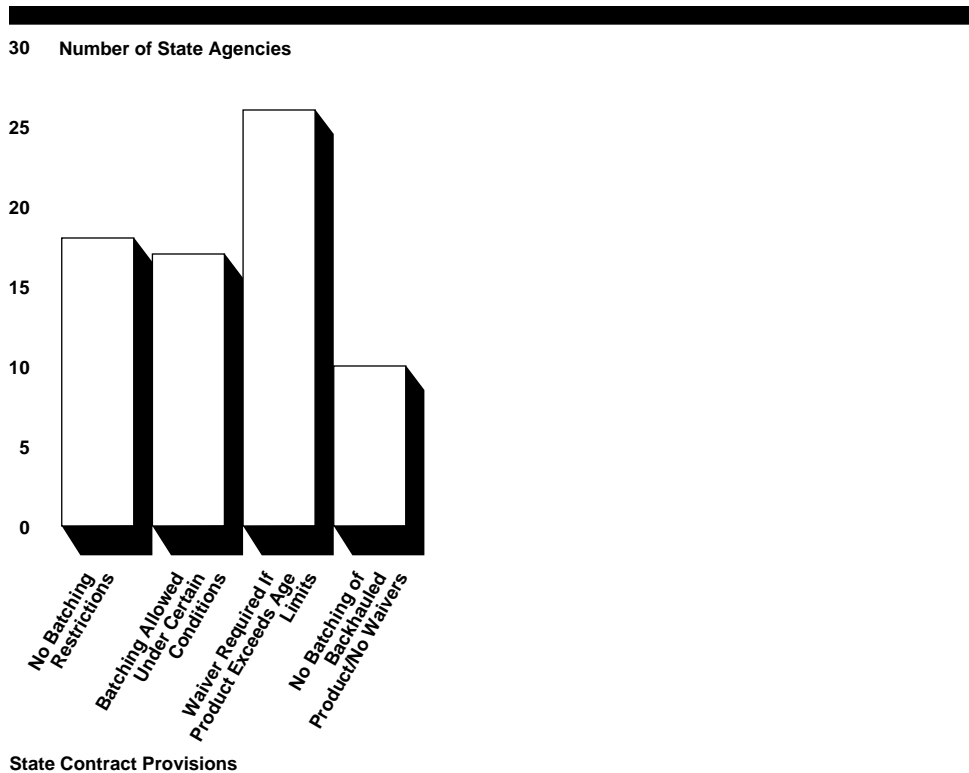 30 Number of State Agencies
25
20
15
10
5
0
No Batching
Restrictions
Batching Allowed
Under Certain
Conditions
Waiver Required If
Product Exceeds Age
Limits
No Batching of
Backhauled
Product/No Waivers
State Contract Provisions